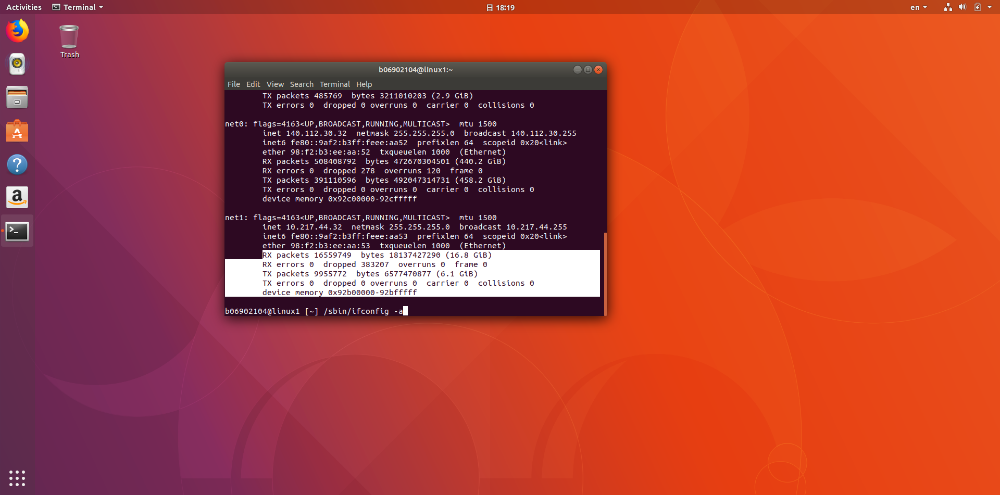 Activities Terminal 日 18:19 en
Trash
b06902104@linux1:~
File Edit View Search Terminal Help
TX packets 485769  bytes 3211010203 (2.9 GiB)
TX errors 0  dropped 0 overruns 0  carrier 0  collisions 0
net0: flags=4163<UP,BROADCAST,RUNNING,MULTICAST>  mtu 1500
inet 140.112.30.32  netmask 255.255.255.0  broadcast 140.112.30.255
inet6 fe80::9af2:b3ff:feee:aa52  prefixlen 64  scopeid 0x20<link>
ether 98:f2:b3:ee:aa:52  txqueuelen 1000  (Ethernet)
RX packets 508408792  bytes 472670304501 (440.2 GiB)
RX errors 0  dropped 278  overruns 120  frame 0
TX packets 391110596  bytes 492047314731 (458.2 GiB)
TX errors 0  dropped 0 overruns 0  carrier 0  collisions 0
device memory 0x92c00000-92cfffff
net1: flags=4163<UP,BROADCAST,RUNNING,MULTICAST>  mtu 1500
inet 10.217.44.32  netmask 255.255.255.0  broadcast 10.217.44.255
inet6 fe80::9af2:b3ff:feee:aa53  prefixlen 64  scopeid 0x20<link>
ether 98:f2:b3:ee:aa:53  txqueuelen 1000  (Ethernet)
RX packets 16559749  bytes 18137427290 (16.8 GiB)
RX errors 0  dropped 383207  overruns 0  frame 0
TX packets 9955772  bytes 6577470877 (6.1 GiB)
TX errors 0  dropped 0 overruns 0  carrier 0  collisions 0
device memory 0x92b00000-92bfffff
b06902104@linux1 [~] /sbin/ifconfig -a